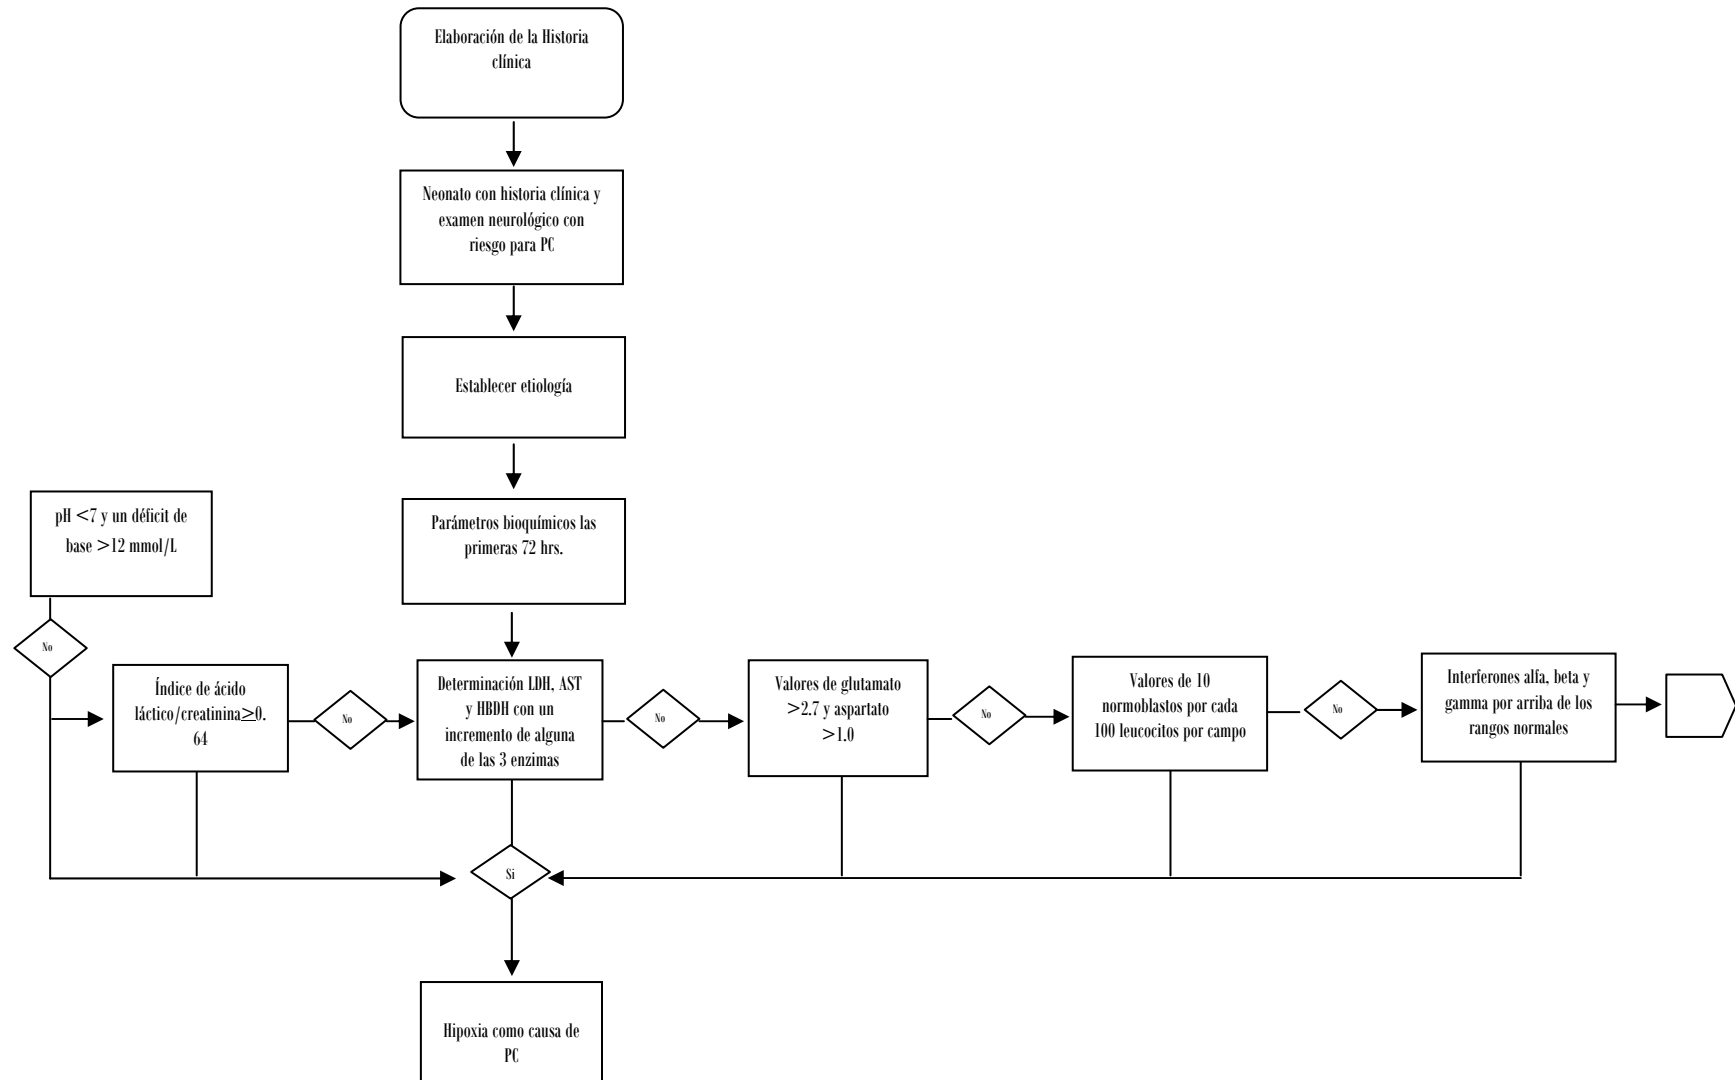 Elaboración de la Historia
clínica
Neonato con historia clínica y
examen neurológico con
riesgo para PC
Establecer etiología
Parámetros bioquímicos las
primeras 72 hrs.
pH <7 y un déficit de
base >12 mmol/L
No
Índice de ácido
láctico/creatinina≥0.
64
No
Determinación LDH, AST
y HBDH con un
incremento de alguna
de las 3 enzimas
No
Valores de glutamato
>2.7 y aspartato
>1.0
No
Valores de 10
normoblastos por cada
100 leucocitos por campo
No
Interferones alfa, beta y
gamma por arriba de los
rangos normales
Si
Hipoxia como causa de
PC